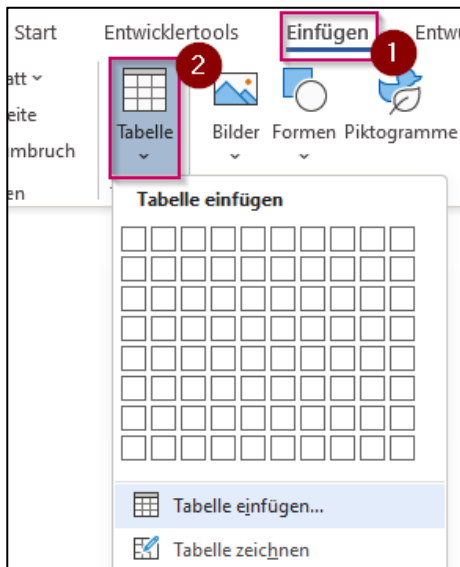 Start Entwicklertools Einfügen Entwu
1
2
att
eite
mbruch
en
Tabelle Bilder Formen Piktogramme
Tabelle einfügen
Tabelle einfügen...
Tabelle zeichnen